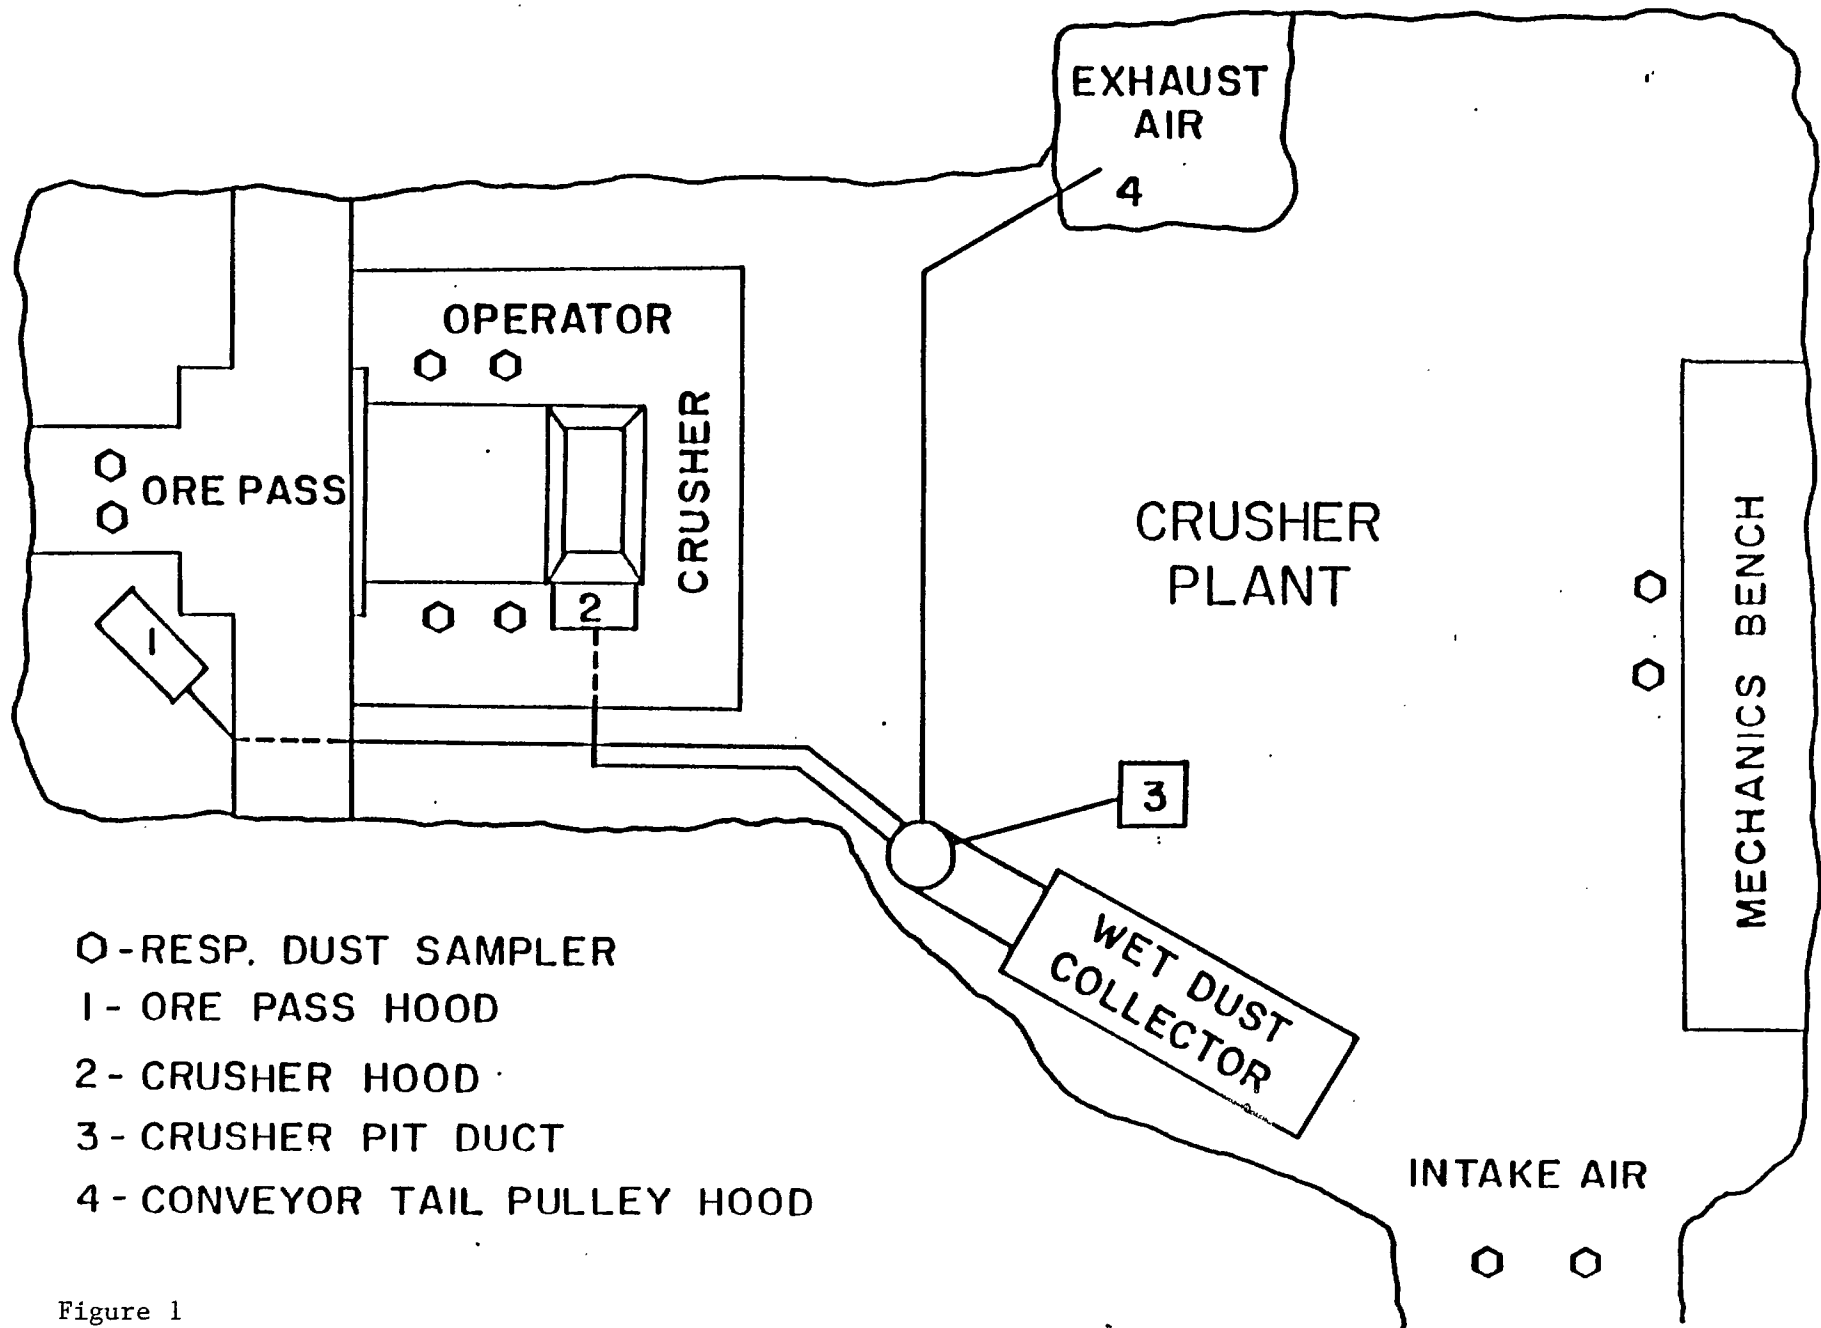 EXHAUST
AIR
4
OPERATOR
CRUSHER
ORE PASS
2
1
CRUSHER
PLANT
MECHANICS BENCH
3
WET DUST
COLLECTOR
⬡-RESP. DUST SAMPLER
1- ORE PASS HOOD
2- CRUSHER HOOD
3- CRUSHER PIT DUCT
4- CONVEYOR TAIL PULLEY HOOD
INTAKE AIR
Figure 1